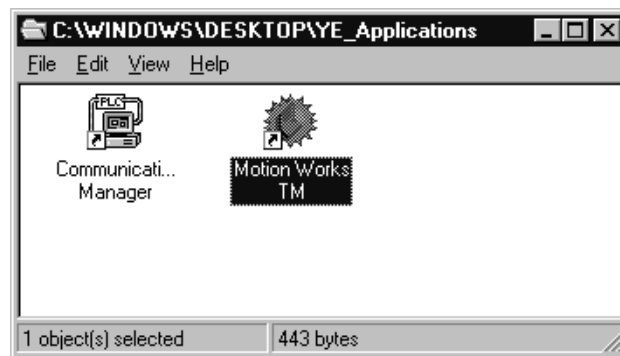 C:\WINDOWS\DESKTOP\YE_Applications
File Edit View Help
PLC
Communicati... Manager
Motion Works TM
1 object(s) selected 443 bytes